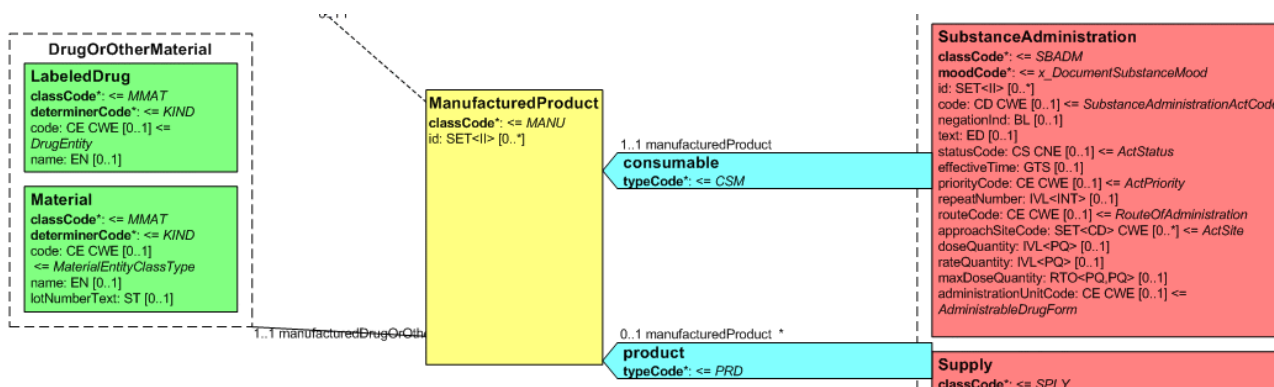 DrugOrOtherMaterial
LabeledDrug
classCode*: <= MMAT
determinerCode*: <= KIND
code: CE CWE [0..1] <=
DrugEntity
name: EN [0..1]
Material
classCode*: <= MMAT
determinerCode*: <= KIND
code: CE CWE [0..1]
<= MaterialEntityClassType
name: EN [0..1]
lotNumberText: ST [0..1]
1..1 manufacturedDrugOrOthe
ManufacturedProduct
classCode*: <= MANU
id: SET<II> [0..*]
1..1 manufacturedProduct
consumable
typeCode*: <= CSM
0..1 manufacturedProduct *
product
typeCode*: <= PRD
SubstanceAdministration
classCode*: <= SBADM
moodCode*: <= x_DocumentSubstanceMood
id: SET<II> [0..*]
code: CD CWE [0..1] <= SubstanceAdministrationActCode
negationInd: BL [0..1]
text: ED [0..1]
statusCode: CS CNE [0..1] <= ActStatus
effectiveTime: GTS [0..1]
priorityCode: CE CWE [0..1] <= ActPriority
repeatNumber: IVL<INT> [0..1]
routeCode: CE CWE [0..1] <= RouteOfAdministration
approachSiteCode: SET<CD> CWE [0..*] <= ActSite
doseQuantity: IVL<PQ> [0..1]
rateQuantity: IVL<PQ> [0..1]
maxDoseQuantity: RTO<PQ,PQ> [0..1]
administrationUnitCode: CE CWE [0..1] <=
AdministrableDrugForm
Supply
classCode*: <= SPLY